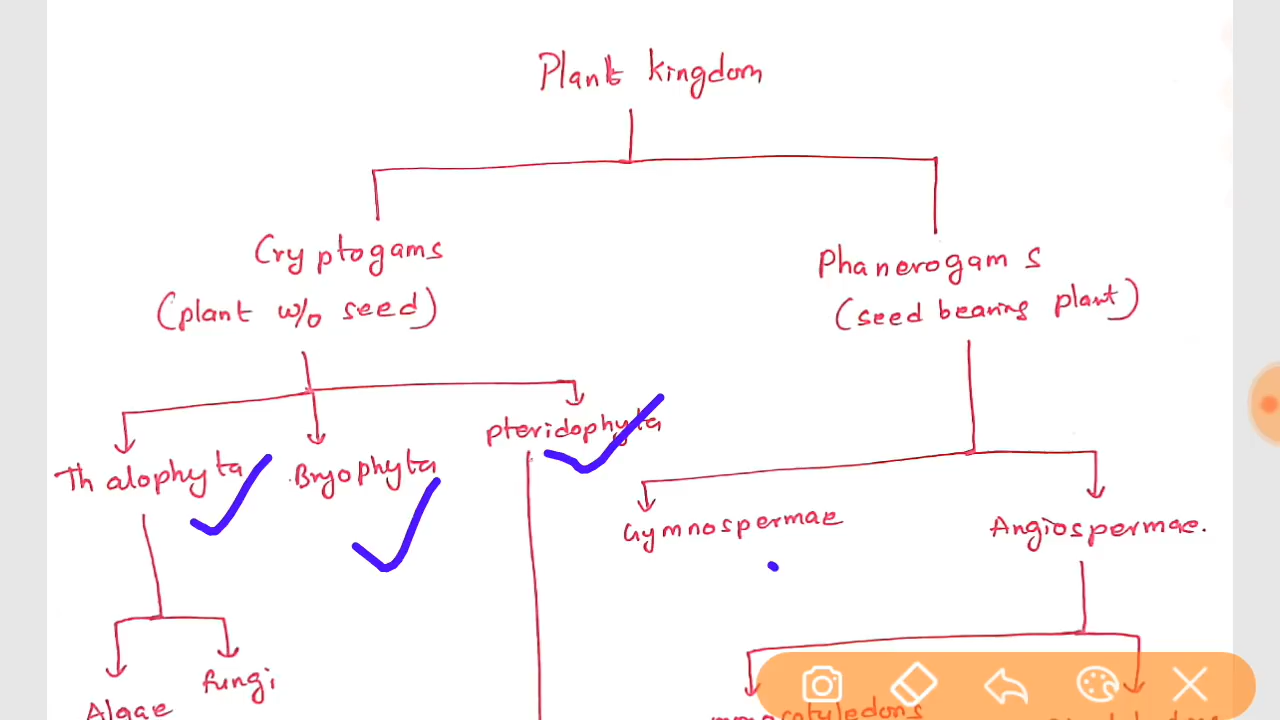 Plant kingdom
Cryptogams
(plant w/o seed)
Phanerogams
(seed bearing plant)
Thalophyta
Bryophyta
pteridophyta
Gymnospermae
Angiospermae.
Algae
fungi